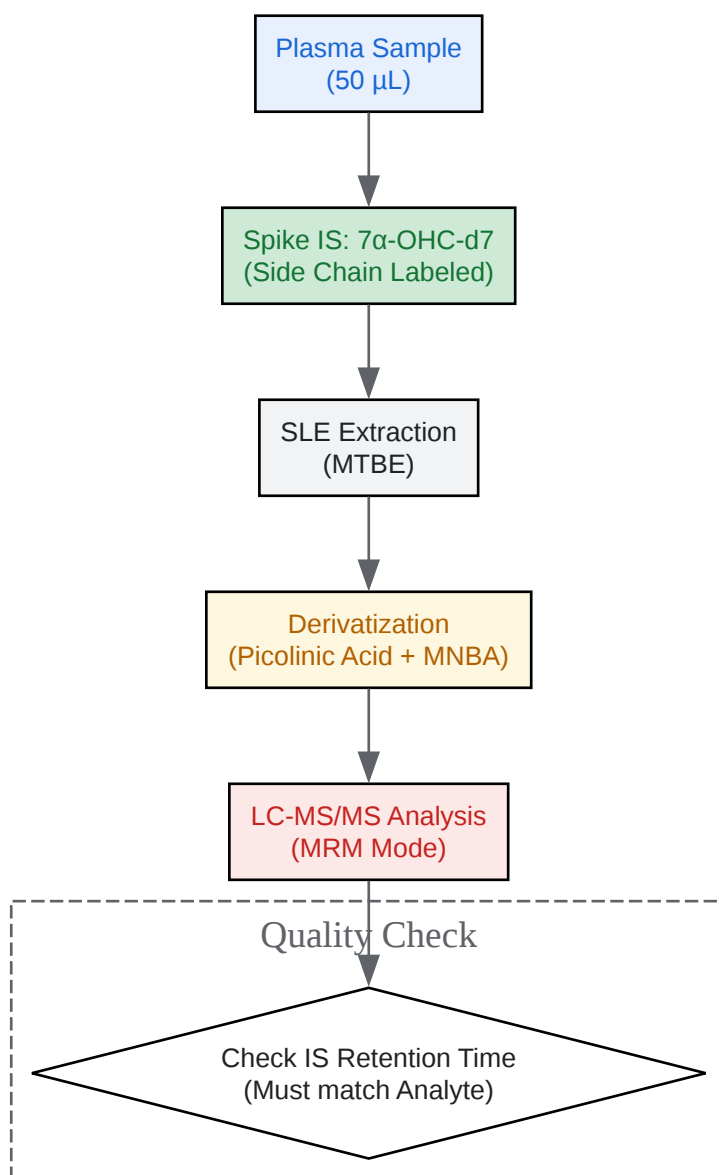 Plasma Sample
(50 µL)
Spike IS: 7α-OHC-d7
(Side Chain Labeled)
SLE Extraction
(MTBE)
Derivatization
(Picolinic Acid + MNBA)
LC-MS/MS Analysis
(MRM Mode)
Quality Check
Check IS Retention Time
(Must match Analyte)